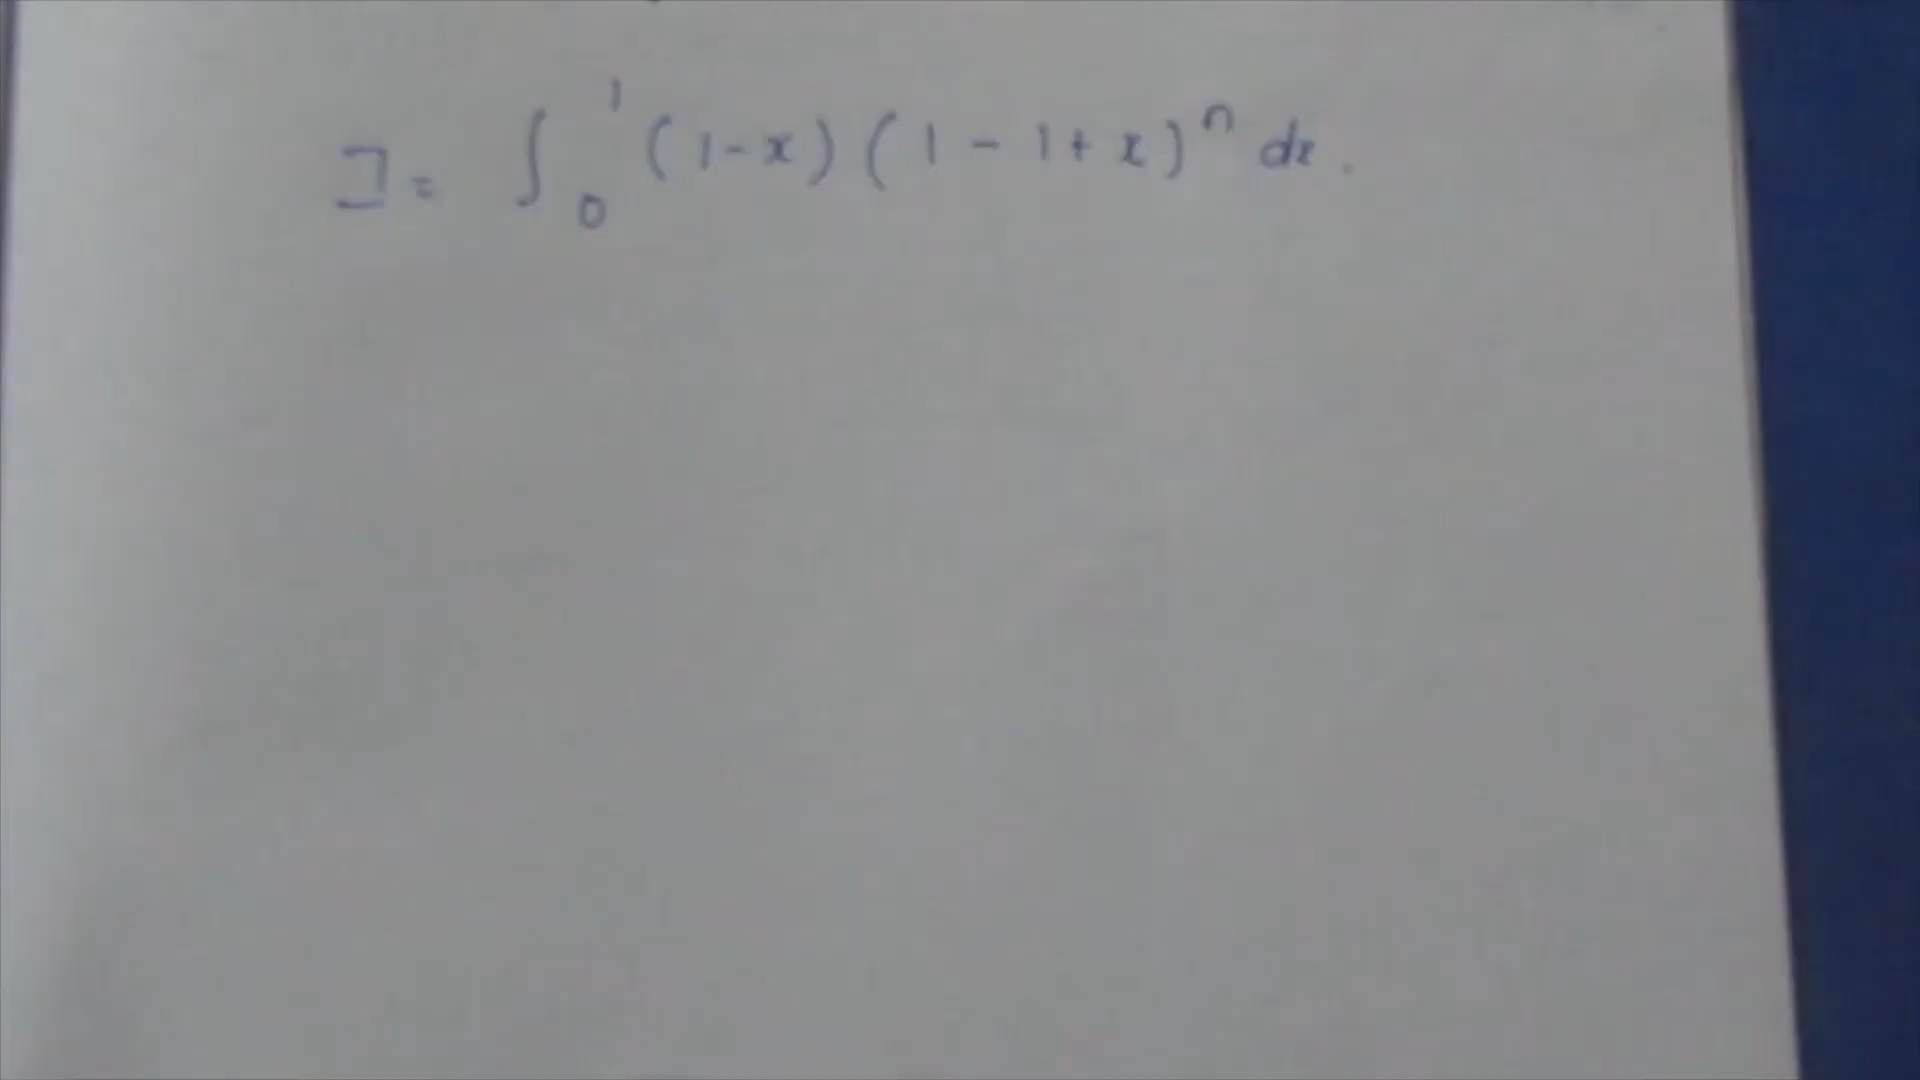 I = ∫₀¹ (1-x)(1-1+x)ⁿ dx.